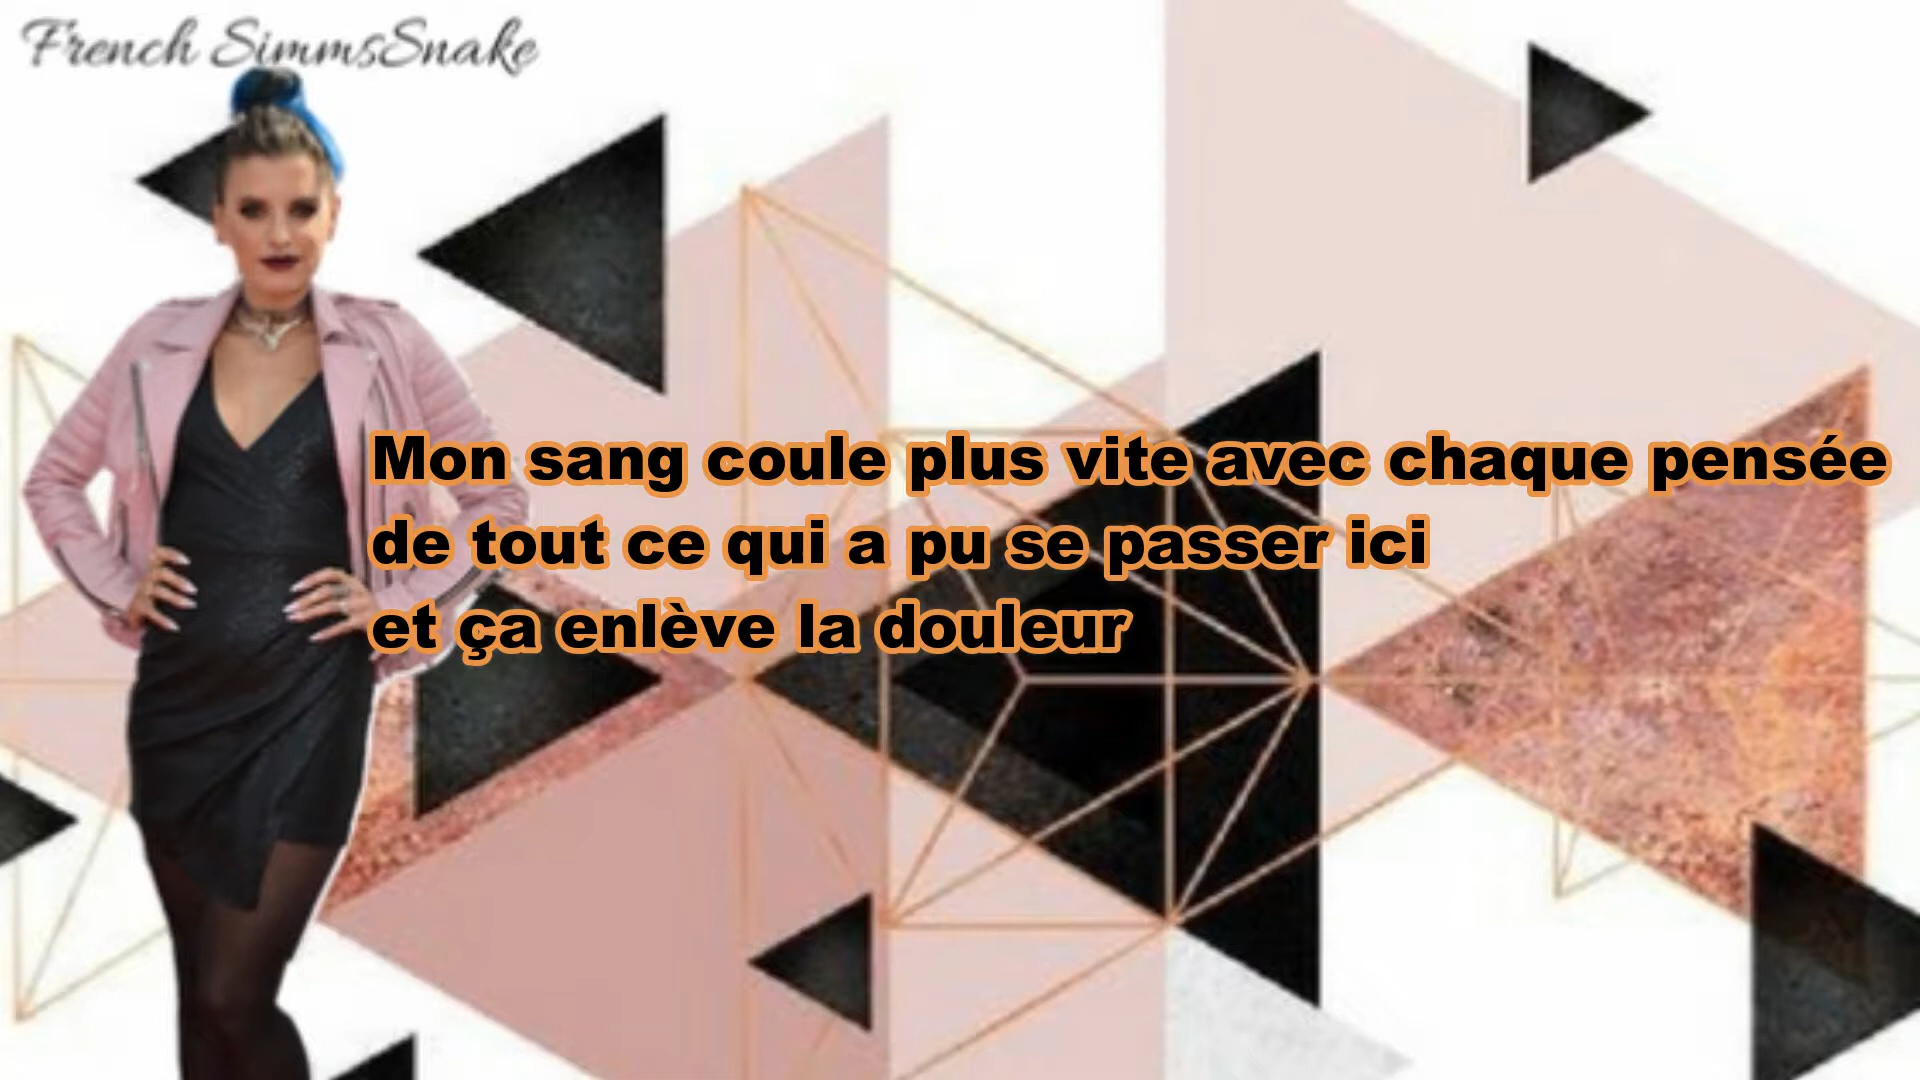 French SimmsSnake
Mon sang coule plus vite avec chaque pensée
de tout ce qui a pu se passer ici
et ça enlève la douleur